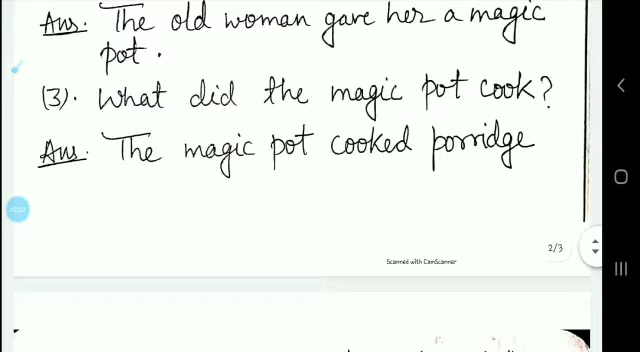 Ans. The old woman gave her a magic
pot.
(3). What did the magic pot cook?
Ans. The magic pot cooked porridge
2/3
Scanned with CamScanner